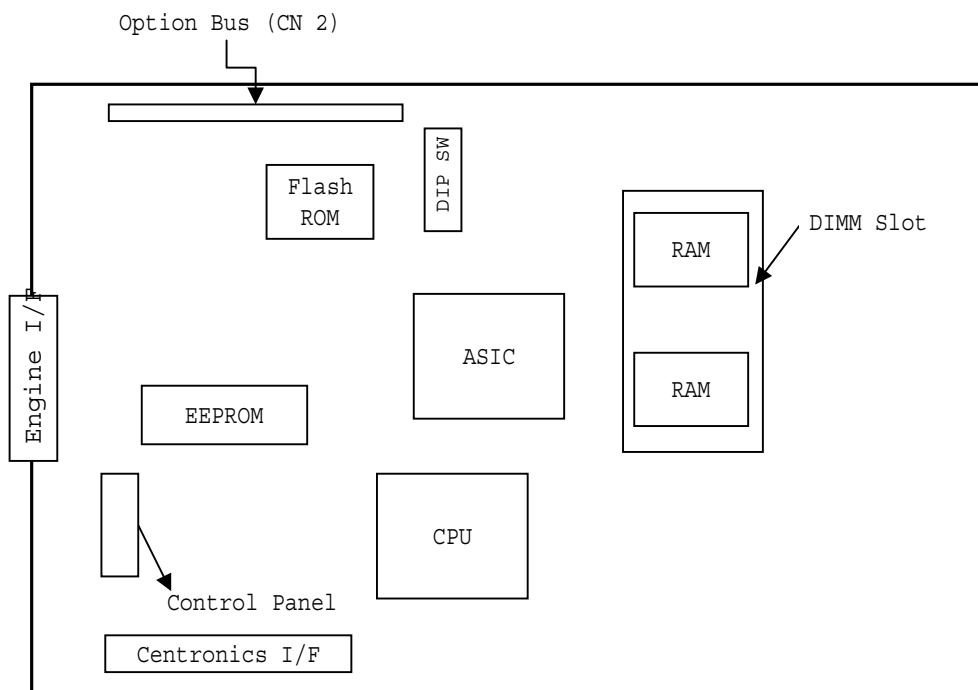 Option Bus (CN 2)
DIP SW
Flash
ROM
RAM
DIMM Slot
Engine I/F
ASIC
RAM
EEPROM
CPU
Control Panel
Centronics I/F